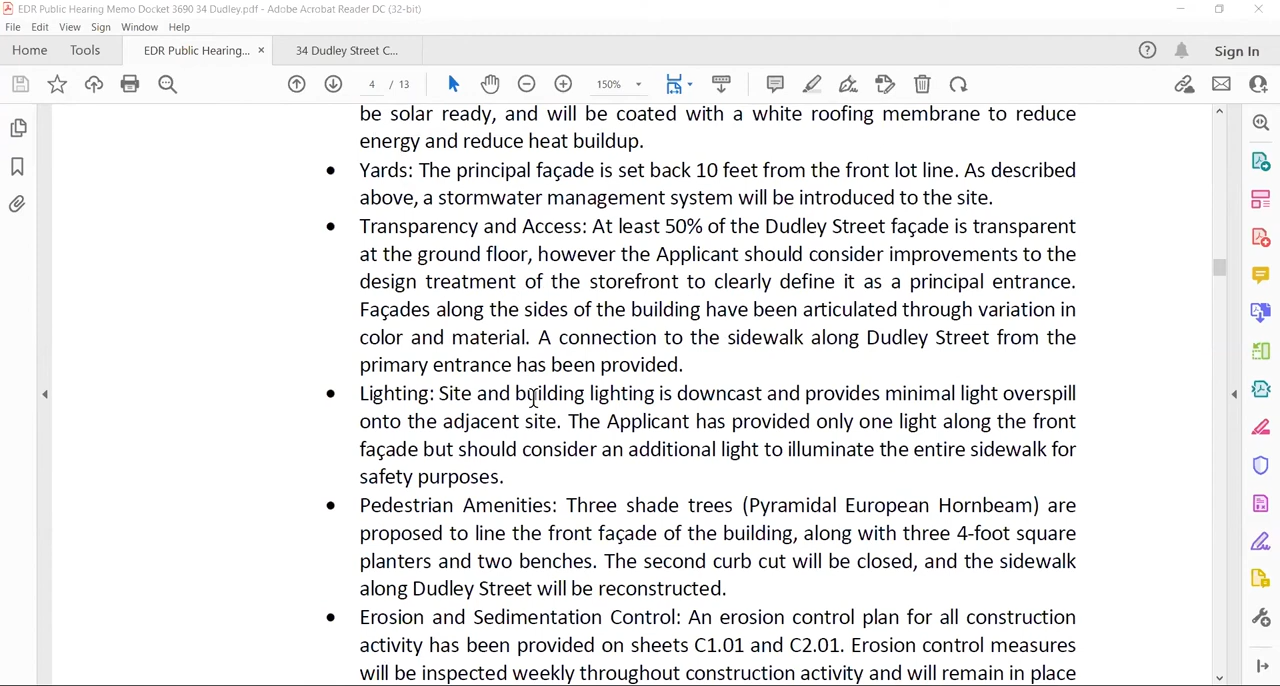 EDR Public Hearing Memo Docket 3690 34 Dudley.pdf - Adobe Acrobat Reader DC (32-bit)
File Edit View Sign Window Help
Home Tools EDR Public Hearing... × 34 Dudley Street C... ? Sign In
4 / 13 150%
be solar ready, and will be coated with a white roofing membrane to reduce
energy and reduce heat buildup.
• Yards: The principal façade is set back 10 feet from the front lot line. As described
above, a stormwater management system will be introduced to the site.
• Transparency and Access: At least 50% of the Dudley Street façade is transparent
at the ground floor, however the Applicant should consider improvements to the
design treatment of the storefront to clearly define it as a principal entrance.
Façades along the sides of the building have been articulated through variation in
color and material. A connection to the sidewalk along Dudley Street from the
primary entrance has been provided.
• Lighting: Site and building lighting is downcast and provides minimal light overspill
onto the adjacent site. The Applicant has provided only one light along the front
façade but should consider an additional light to illuminate the entire sidewalk for
safety purposes.
• Pedestrian Amenities: Three shade trees (Pyramidal European Hornbeam) are
proposed to line the front façade of the building, along with three 4-foot square
planters and two benches. The second curb cut will be closed, and the sidewalk
along Dudley Street will be reconstructed.
• Erosion and Sedimentation Control: An erosion control plan for all construction
activity has been provided on sheets C1.01 and C2.01. Erosion control measures
will be inspected weekly throughout construction activity and will remain in place